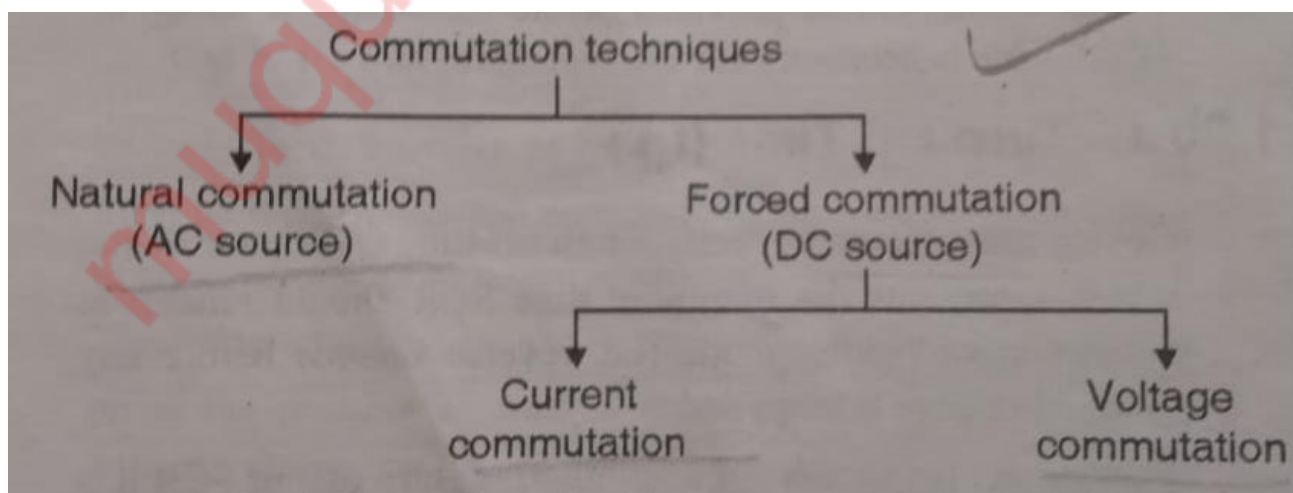 Commutation techniques
Natural commutation
(AC source)
Forced commutation
(DC source)
Current
commutation
Voltage
commutation